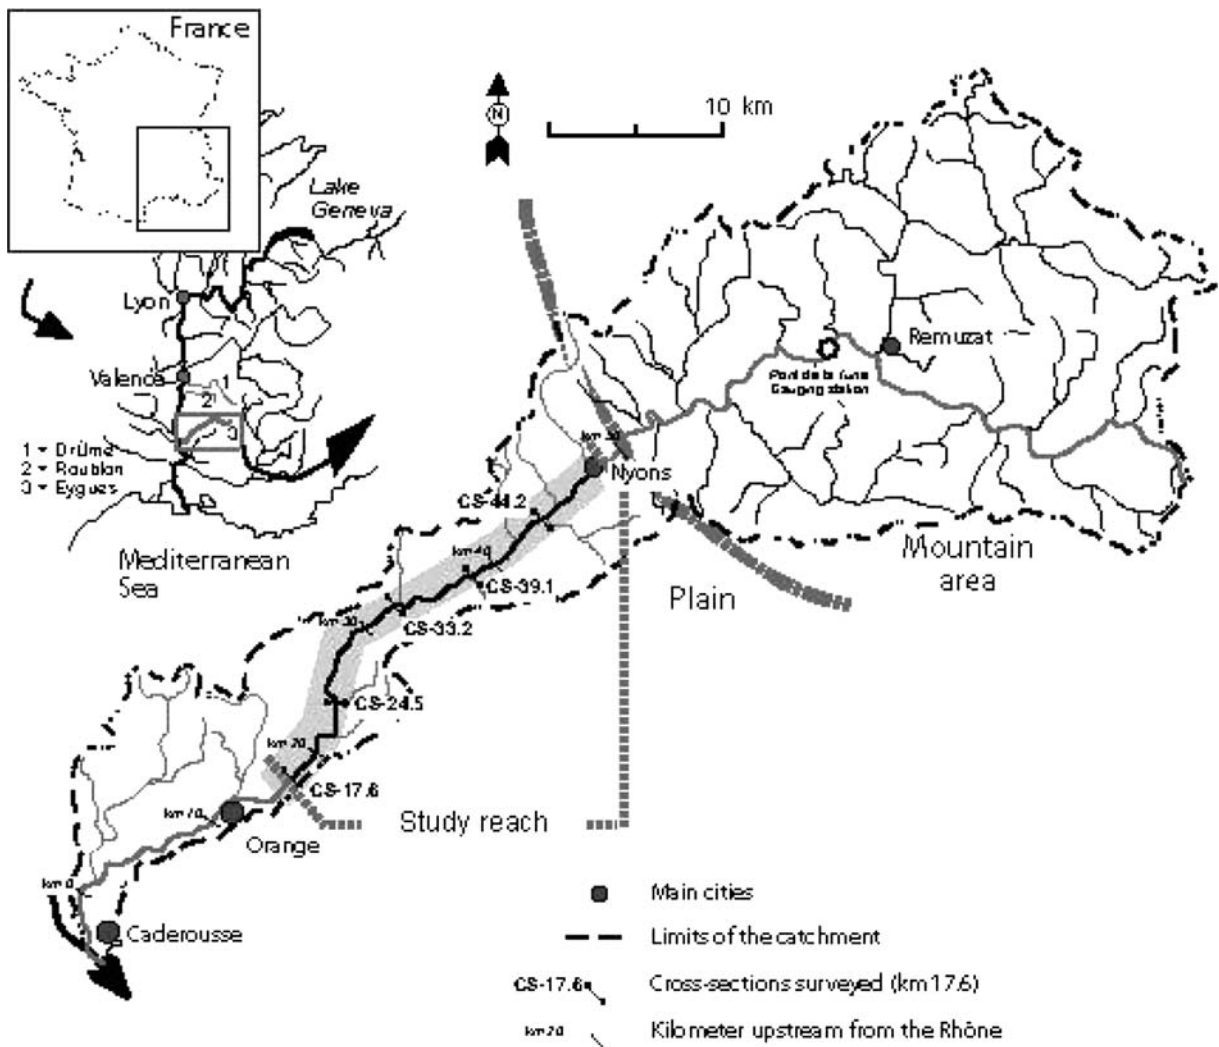 France
N
10 km
Lake
Geneva
Lyon
Valence
1
2
3
1 = Drôme
2 = Roubion
3 = Eygues
Mediterranean
Sea
Remuzat
Gauging station
Nyons
Mountain
area
Plain
CS-44.2
km 40
CS-39.1
CS-33.2
km 30
CS-24.5
km 20
CS-17.6
Study reach
km 10
Orange
km 0
Caderousse
Main cities
Limits of the catchment
CS-17.6 Cross-sections surveyed (km 17.6)
km 20 Kilometer upstream from the Rhône